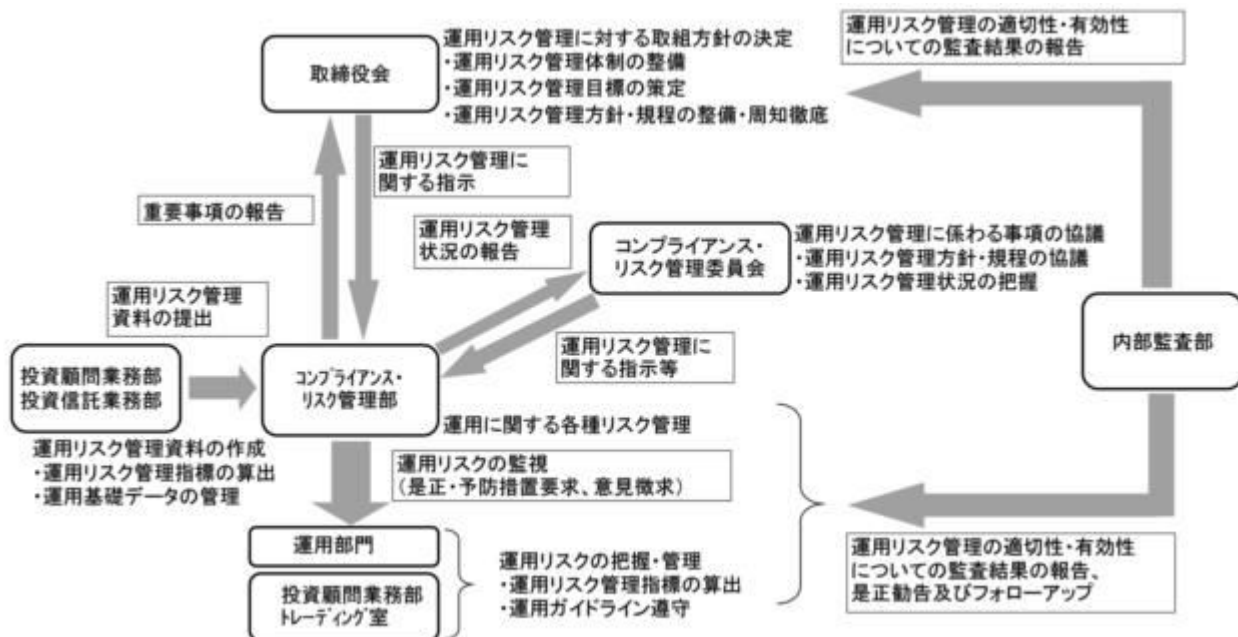 取締役会
運用リスク管理に対する取組方針の決定
・運用リスク管理体制の整備
・運用リスク管理目標の策定
・運用リスク管理方針・規程の整備・周知徹底
運用リスク管理の適切性・有効性
についての監査結果の報告
運用リスク管理に
関する指示
重要事項の報告
運用リスク管理
状況の報告
コンプライアンス・
リスク管理委員会
運用リスク管理に係わる事項の協議
・運用リスク管理方針・規程の協議
・運用リスク管理状況の把握
運用リスク管理
資料の提出
運用リスク管理に
関する指示等
内部監査部
投資顧問業務部
投資信託業務部
コンプライアンス・
リスク管理部
運用に関する各種リスク管理
運用リスク管理資料の作成
・運用リスク管理指標の算出
・運用基礎データの管理
運用リスクの監視
(是正・予防措置要求、意見徴求)
運用部門
投資顧問業務部
トレーディング室
運用リスクの把握・管理
・運用リスク管理指標の算出
・運用ガイドライン遵守
運用リスク管理の適切性・有効性
についての監査結果の報告、
是正勧告及びフォローアップ